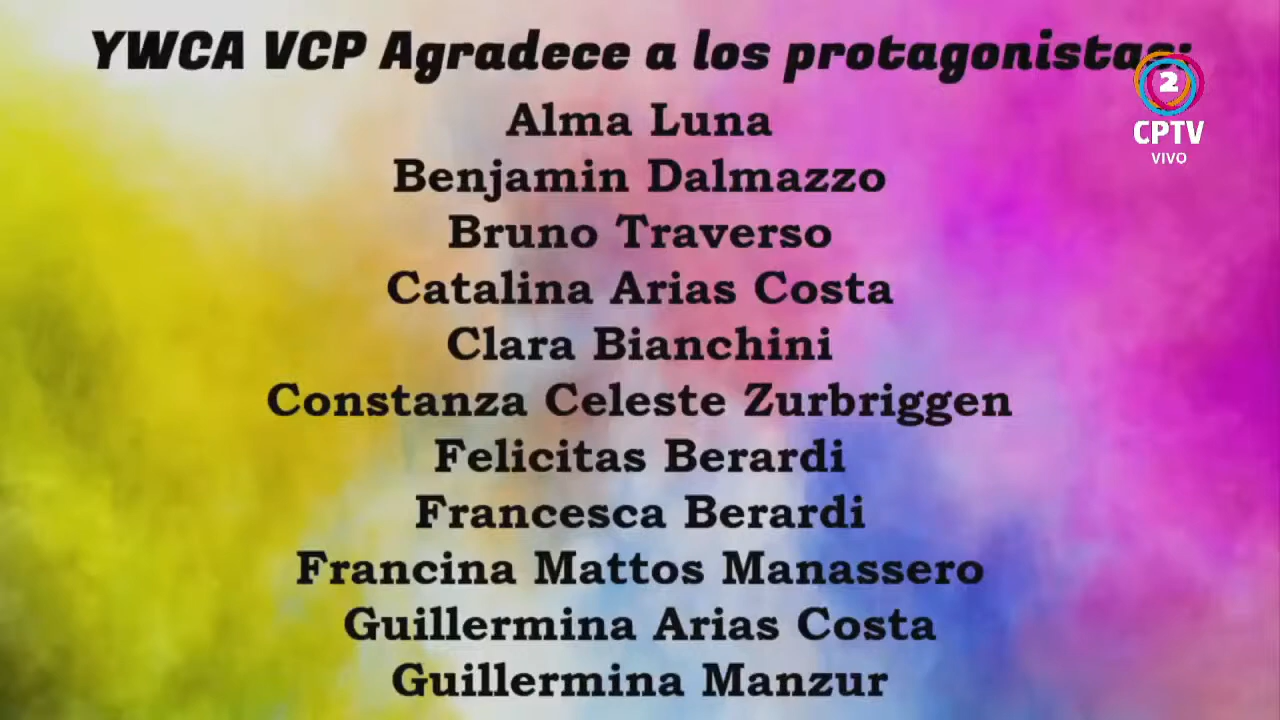 YWCA VCP Agradece a los protagonistas:
2
CPTV
VIVO
Alma Luna
Benjamin Dalmazzo
Bruno Traverso
Catalina Arias Costa
Clara Bianchini
Constanza Celeste Zurbriggen
Felicitas Berardi
Francesca Berardi
Francina Mattos Manassero
Guillermina Arias Costa
Guillermina Manzur